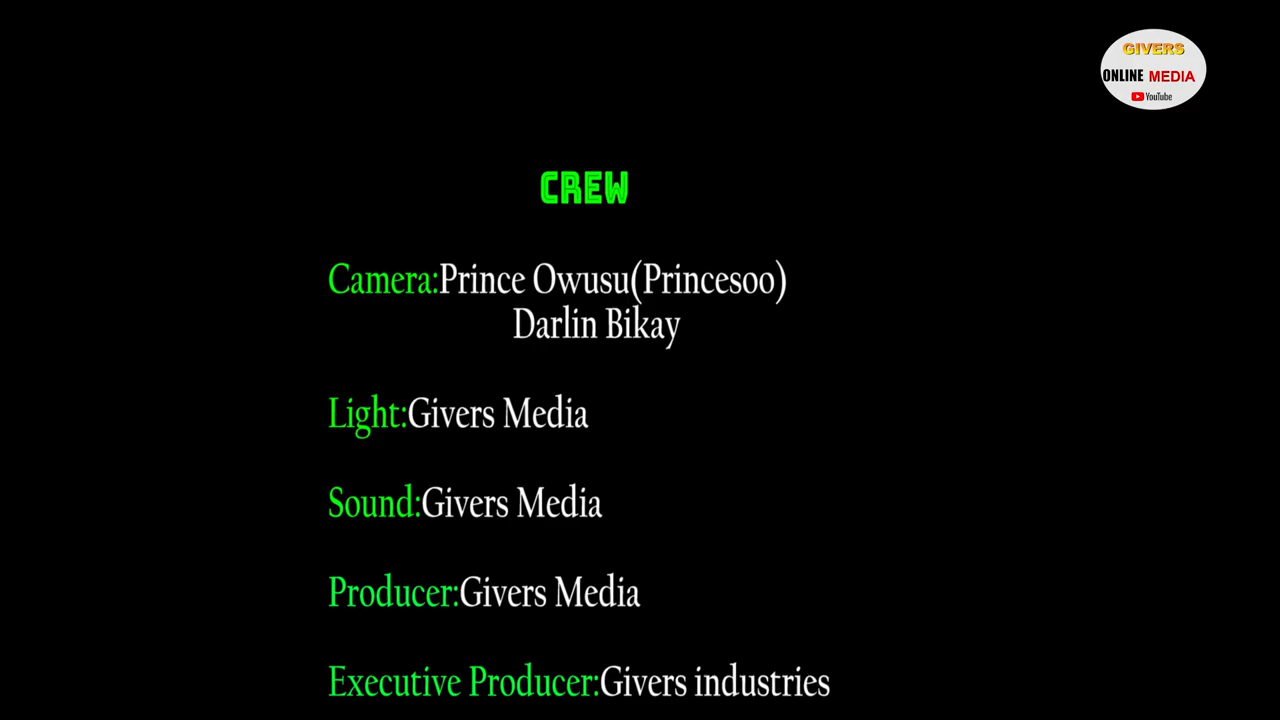 GIVERS
ONLINE MEDIA
YouTube
CREW
Camera:Prince Owusu(Princesoo)
Darlin Bikay
Light:Givers Media
Sound:Givers Media
Producer:Givers Media
Executive Producer:Givers industries